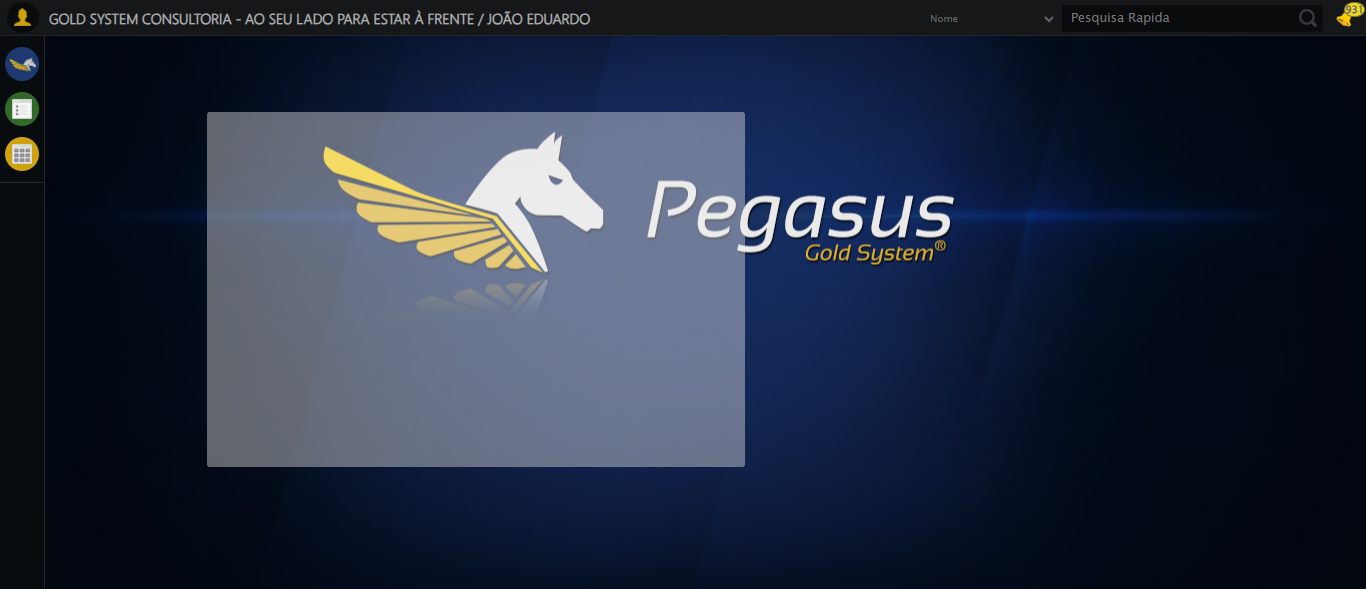 GOLD SYSTEM CONSULTORIA - AO SEU LADO PARA ESTAR À FRENTE / JOÃO EDUARDO
Nome
Pesquisa Rapida
931
Pegasus
Gold System®